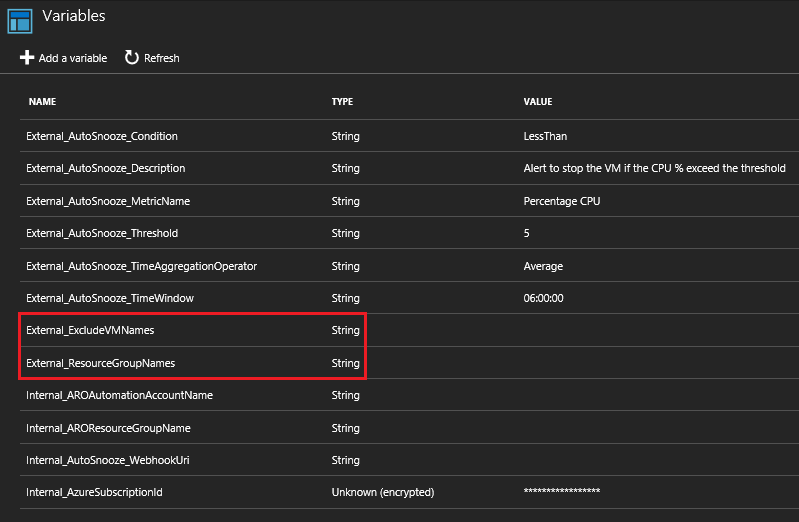 Variables
Add a variable Refresh
NAME TYPE VALUE
External_AutoSnooze_Condition String LessThan
External_AutoSnooze_Description String Alert to stop the VM if the CPU % exceed the threshold
External_AutoSnooze_MetricName String Percentage CPU
External_AutoSnooze_Threshold String 5
External_AutoSnooze_TimeAggregationOperator String Average
External_AutoSnooze_TimeWindow String 06:00:00
External_ExcludeVMNames String
External_ResourceGroupNames String
Internal_AROAutomationAccountName String
Internal_AROResourceGroupName String
Internal_AutoSnooze_WebhookUri String
Internal_AzureSubscriptionId Unknown (encrypted) *****************